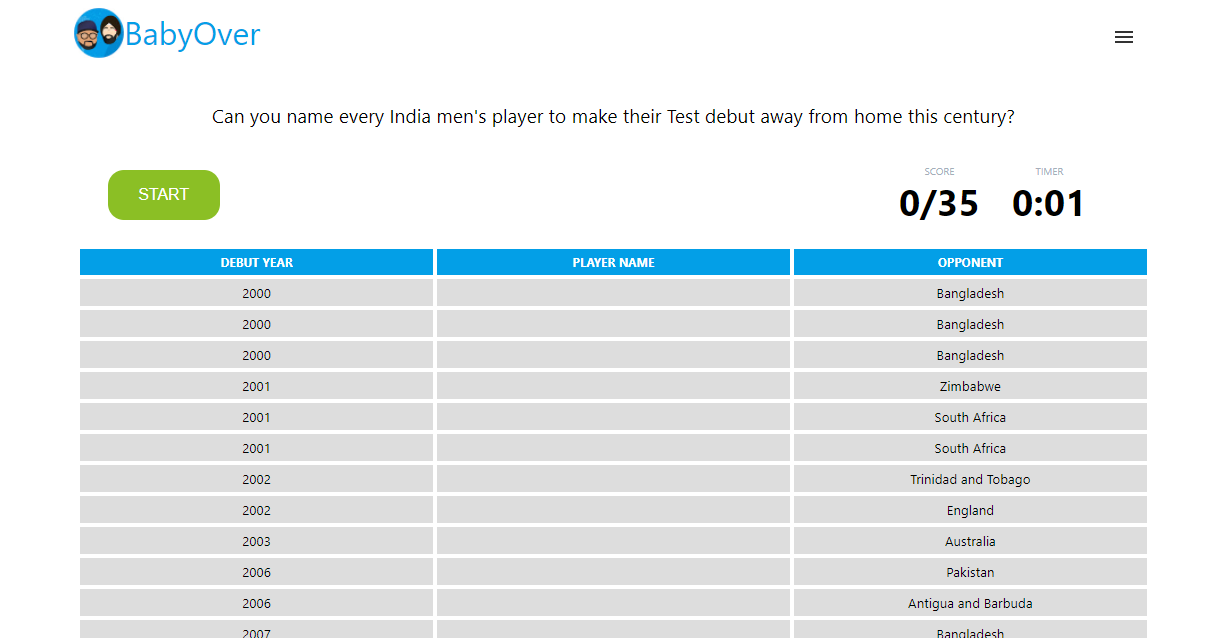 BabyOver
Can you name every India men's player to make their Test debut away from home this century?
START
SCORE TIMER
0/35 0:01
DEBUT YEAR PLAYER NAME OPPONENT
2000 Bangladesh
2000 Bangladesh
2000 Bangladesh
2001 Zimbabwe
2001 South Africa
2001 South Africa
2002 Trinidad and Tobago
2002 England
2003 Australia
2006 Pakistan
2006 Antigua and Barbuda
2007 Bangladesh